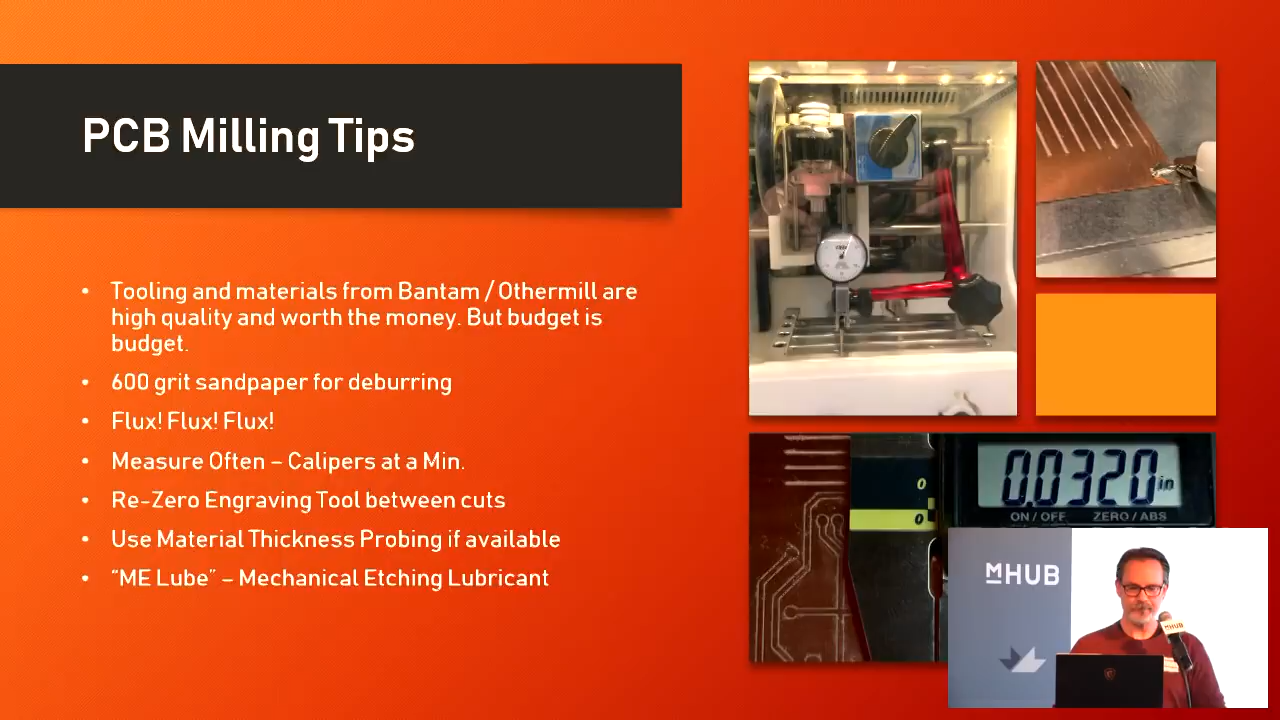 PCB Milling Tips
• Tooling and materials from Bantam / Othermill are
high quality and worth the money. But budget is
budget.
• 600 grit sandpaper for deburring
• Flux! Flux! Flux!
• Measure Often – Calipers at a Min.
• Re-Zero Engraving Tool between cuts
• Use Material Thickness Probing if available
• "ME Lube" – Mechanical Etching Lubricant
0
0
0.0320 in
ON / OFF ZERO / ABS
MHUB
MHUB